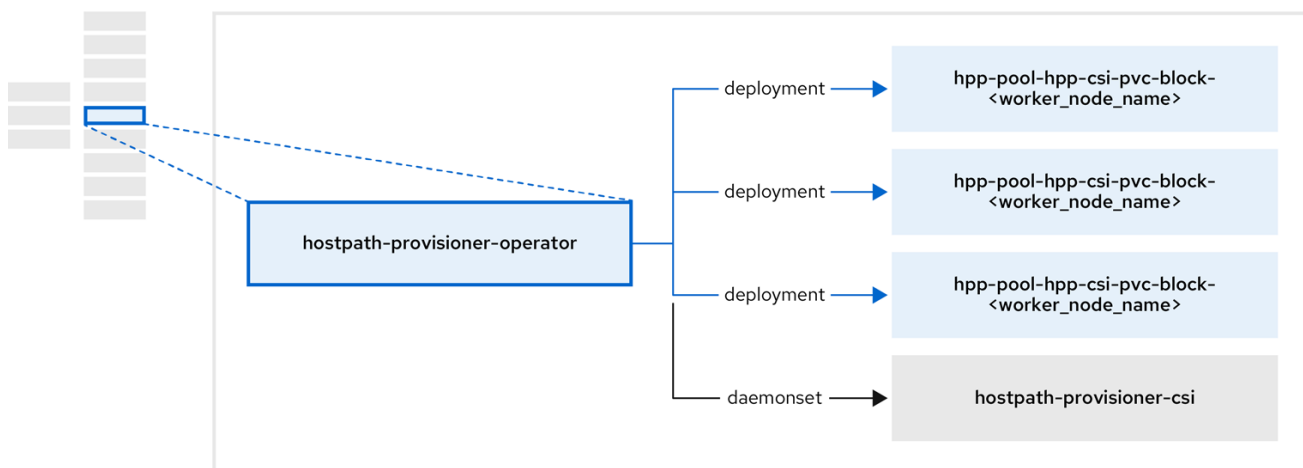 deployment
hpp-pool-hpp-csi-pvc-block-
<worker_node_name>
deployment
hpp-pool-hpp-csi-pvc-block-
<worker_node_name>
hostpath-provisioner-operator
deployment
hpp-pool-hpp-csi-pvc-block-
<worker_node_name>
daemonset
hostpath-provisioner-csi